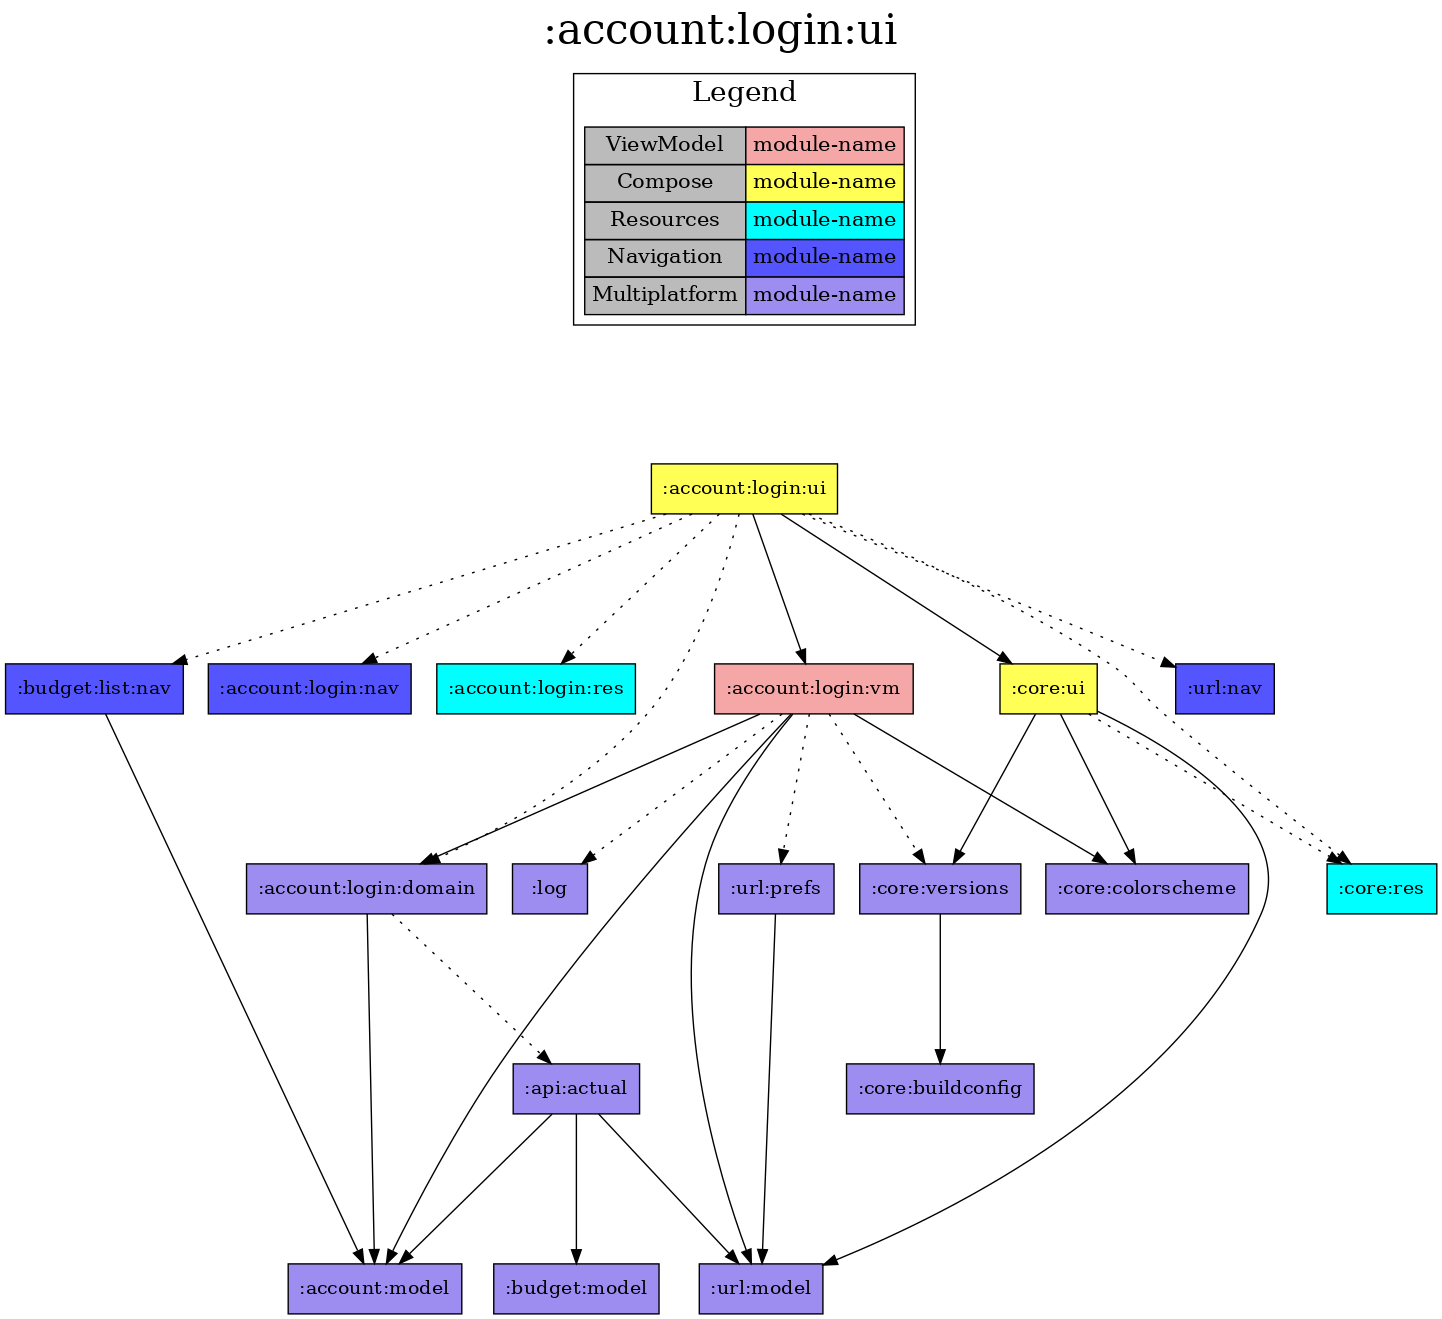 :account:login:ui
Legend
ViewModel module-name
Compose module-name
Resources module-name
Navigation module-name
Multiplatform module-name
:account:login:ui
:budget:list:nav
:account:login:nav
:account:login:res
:account:login:vm
:core:ui
:url:nav
:account:login:domain
:log
:url:prefs
:core:versions
:core:colorscheme
:core:res
:api:actual
:core:buildconfig
:account:model
:budget:model
:url:model